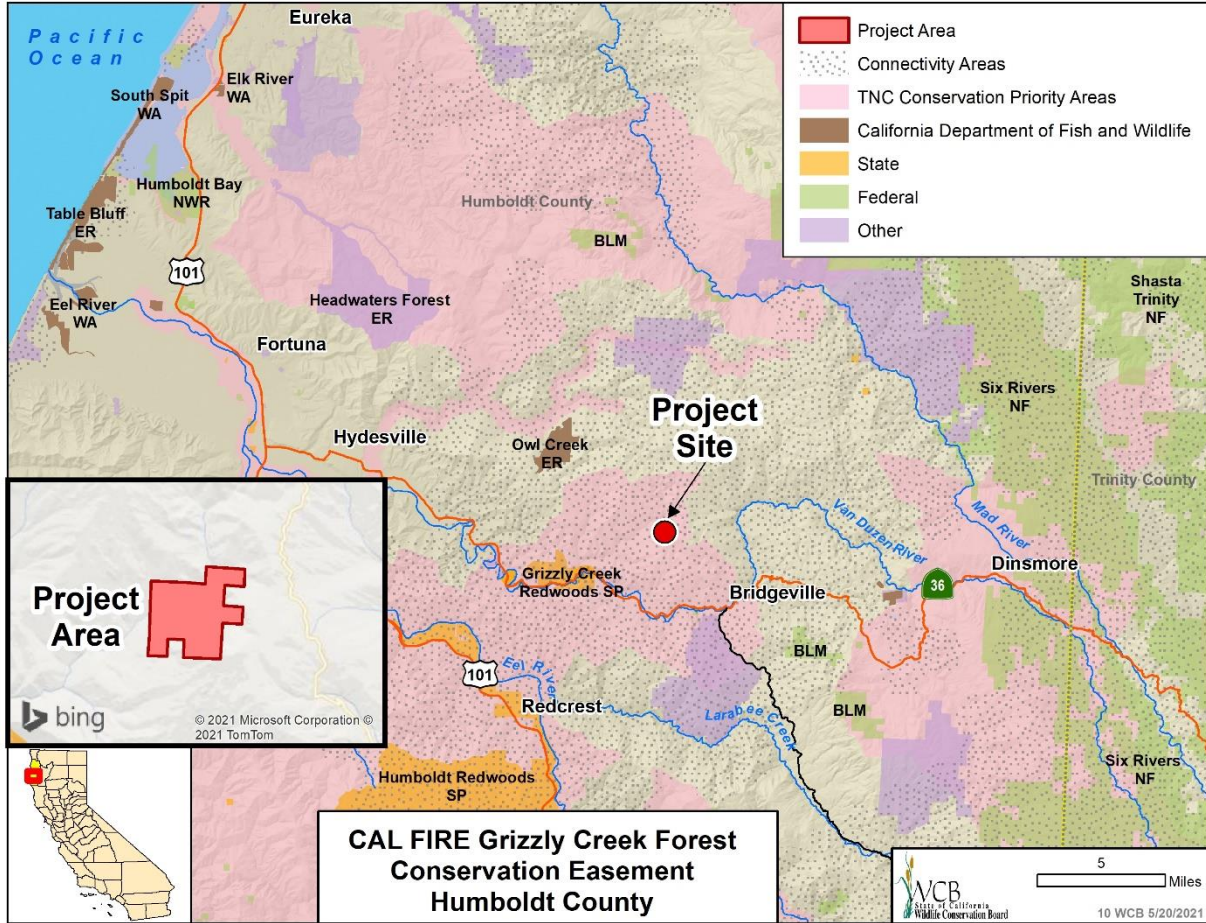 Pacific
Ocean
Eureka
Elk River
WA
South Spit
WA
Humboldt Bay
NWR
Table Bluff
ER
101
Eel River
WA
Fortuna
Humboldt County
BLM
Headwaters Forest
ER
Hydesville
Owl Creek
ER
Project
Site
Shasta
Trinity
NF
Six Rivers
NF
Trinity County
Mad River
Van Duzen River
Dinsmore
36
Grizzly Creek
Redwoods SP
Bridgeville
BLM
BLM
101
Eel River
Redcrest
Larabee Creek
Humboldt Redwoods
SP
Six Rivers
NF
Project Area
Connectivity Areas
TNC Conservation Priority Areas
California Department of Fish and Wildlife
State
Federal
Other
Project
Area
bing
© 2021 Microsoft Corporation ©
2021 TomTom
CAL FIRE Grizzly Creek Forest
Conservation Easement
Humboldt County
WCB
State of California
Wildlife Conservation Board
5
Miles
10 WCB 5/20/2021